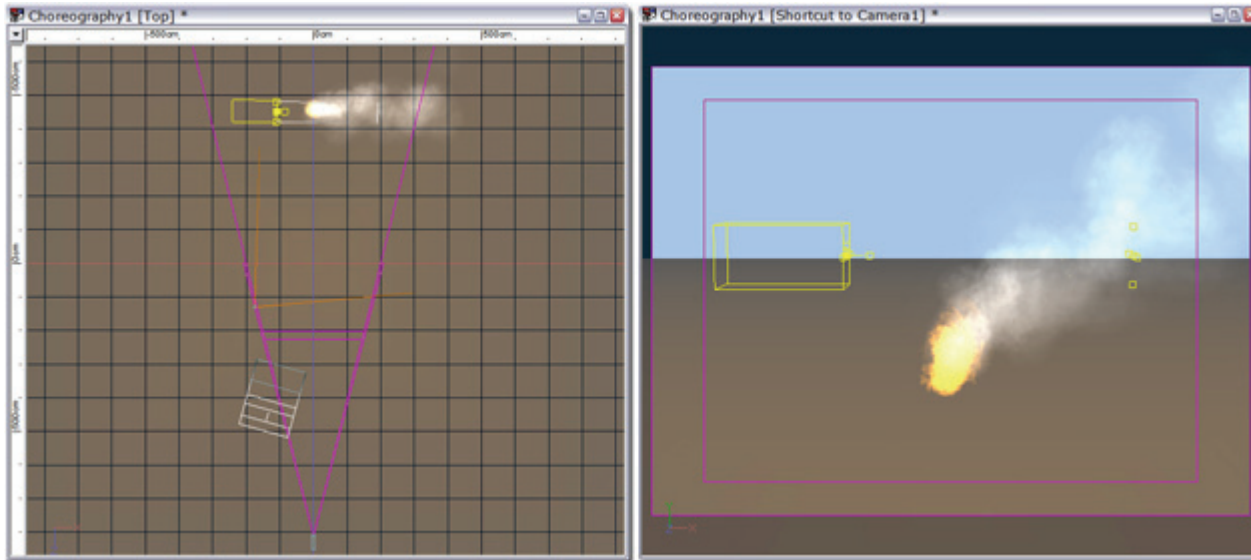 Choreography1 [Top] *
-500cm
0cm
500cm
-500cm
0cm
500cm
Choreography1 [Shortcut to Camera1] *